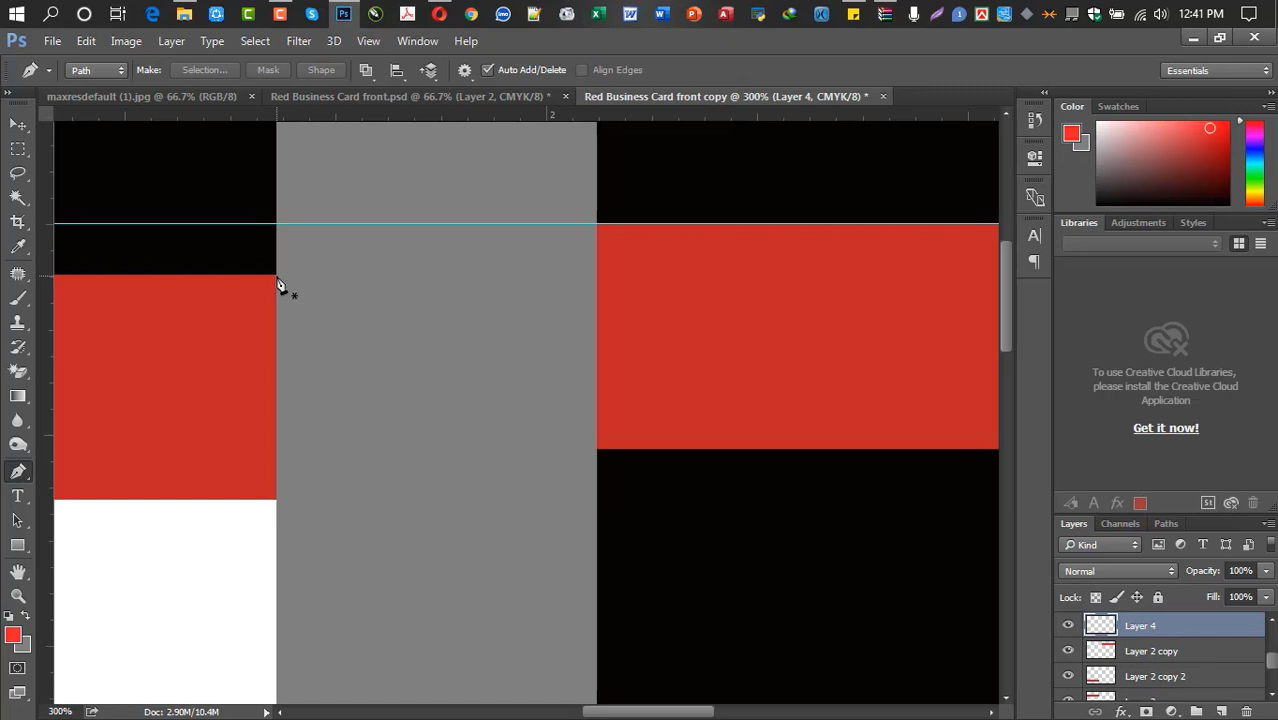 12:41 PM
Ps File Edit Image Layer Type Select Filter 3D View Window Help
Path Make: Selection... Mask Shape Auto Add/Delete Align Edges Essentials
maxresdefault (1).jpg @ 66.7% (RGB/8) × Red Business Card front.psd @ 66.7% (Layer 2, CMYK/8) * × Red Business Card front copy @ 300% (Layer 4, CMYK/8) * ×
2
Color Swatches
Libraries Adjustments Styles
To use Creative Cloud Libraries,
please install the Creative Cloud
Application
Get it now!
St
Layers Channels Paths
Kind
Normal Opacity: 100%
Lock: Fill: 100%
Layer 4
Layer 2 copy
Layer 2 copy 2
300% Doc: 2.90M/10.4M